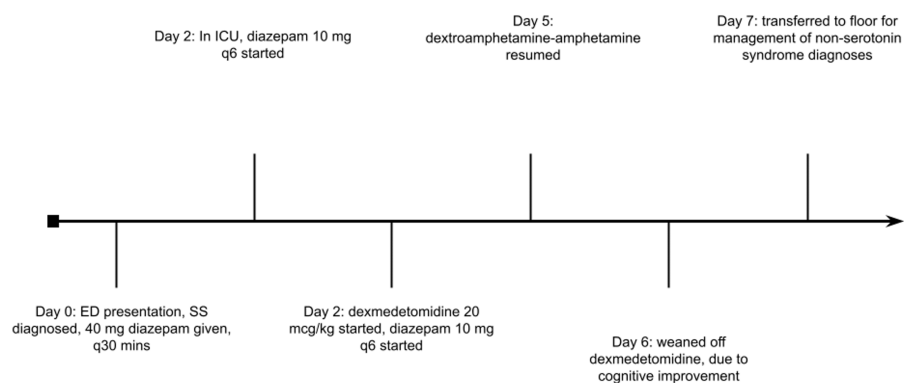 Day 2: In ICU, diazepam 10 mg
q6 started
Day 5:
dextroamphetamine-amphetamine
resumed
Day 7: transferred to floor for
management of non-serotonin
syndrome diagnoses
Day 0: ED presentation, SS
diagnosed, 40 mg diazepam given,
q30 mins
Day 2: dexmedetomidine 20
mcg/kg started, diazepam 10 mg
q6 started
Day 6: weaned off
dexmedetomidine, due to
cognitive improvement